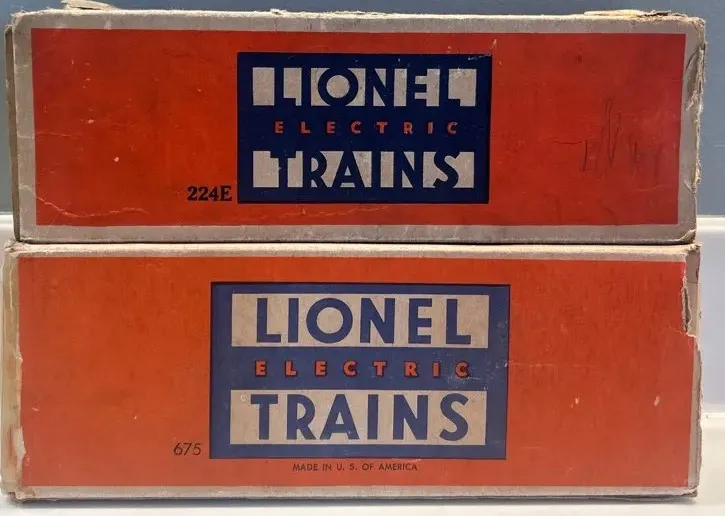 LIONEL
ELECTRIC
TRAINS
224E
LIONEL
ELECTRIC
TRAINS
675
MADE IN U. S. OF AMERICA